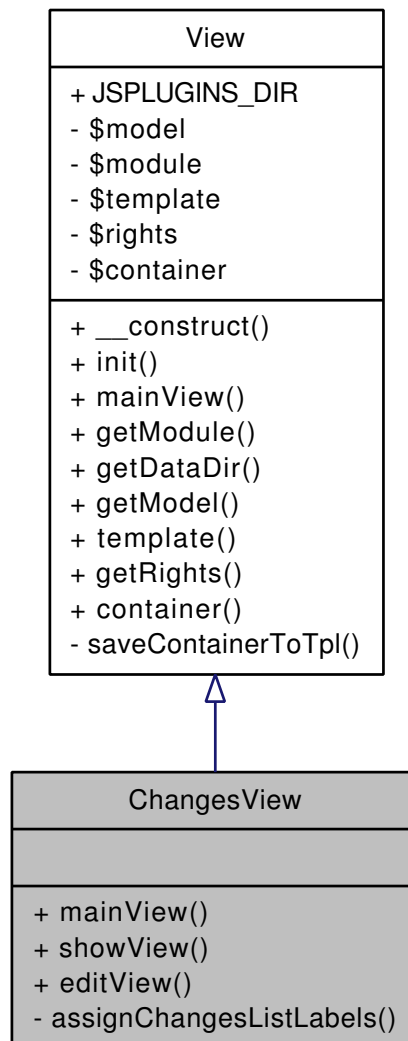 View
+ JSPLUGINS_DIR
- $model
- $module
- $template
- $rights
- $container
+ __construct()
+ init()
+ mainView()
+ getModule()
+ getDataDir()
+ getModel()
+ template()
+ getRights()
+ container()
- saveContainerToTpl()
ChangesView
+ mainView()
+ showView()
+ editView()
- assignChangesListLabels()